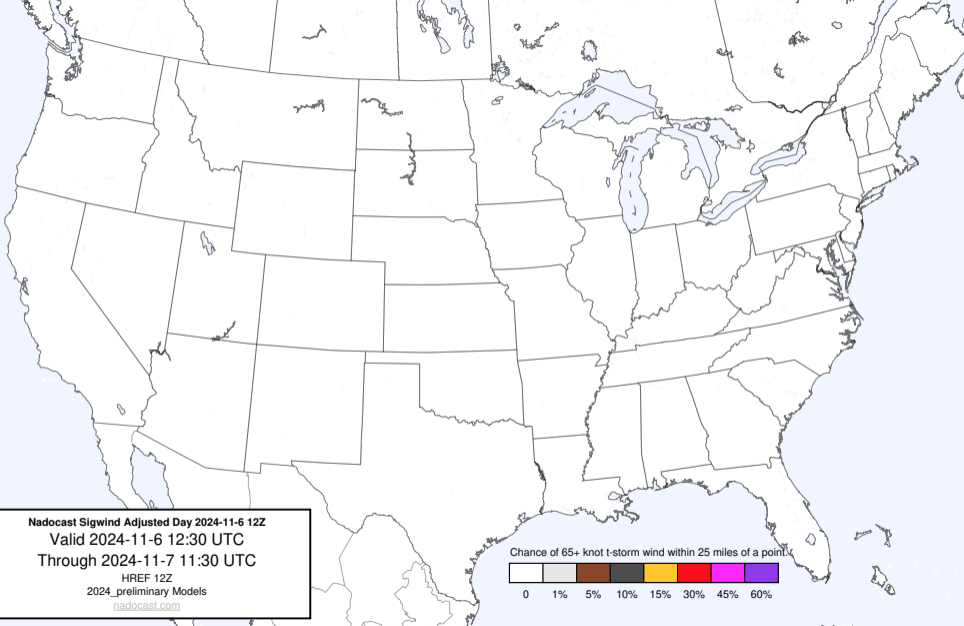 Nadocast Sigwind Adjusted Day 2024-11-6 12Z
Valid 2024-11-6 12:30 UTC
Through 2024-11-7 11:30 UTC
HREF 12Z
2024_preliminary Models
nadocast.com
Chance of 65+ knot t-storm wind within 25 miles of a point.
0 1% 5% 10% 15% 30% 45% 60%